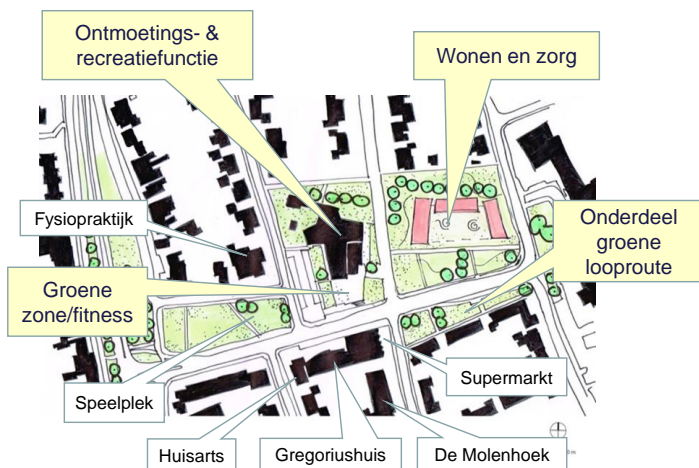 Ontmoetings- &
recreatiefunctie
Wonen en zorg
Fysiopraktijk
Onderdeel
groene
looproute
Groene
zone/fitness
Speelplek
Supermarkt
Huisarts
Gregoriushuis
De Molenhoek